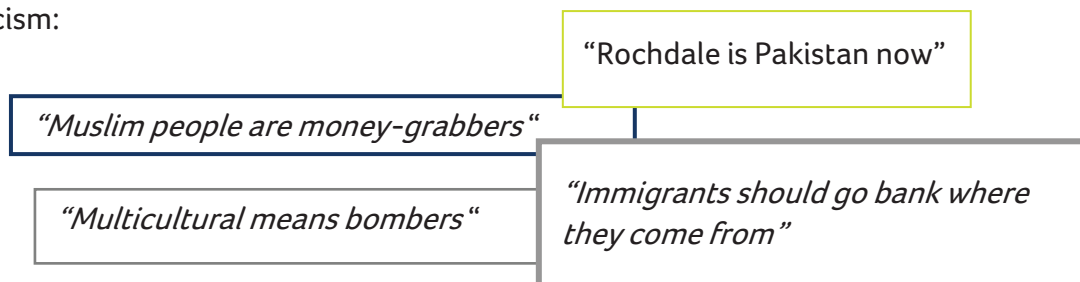 cism:
“Rochdale is Pakistan now”
“Muslim people are money-grabbers“
“Multicultural means bombers“
“Immigrants should go bank where
they come from”